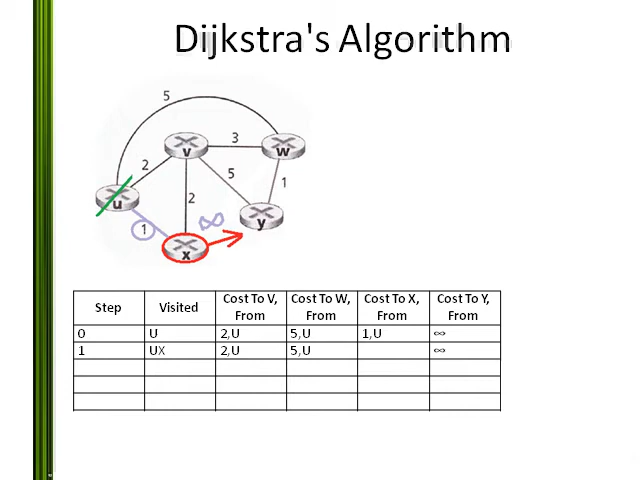 Dijkstra's Algorithm
5
3
v
w
2
5
1
u
2
∞
y
1
x
Step Visited Cost To V, From Cost To W, From Cost To X, From Cost To Y, From
0 U 2,U 5,U 1,U ∞
1 UX 2,U 5,U ∞